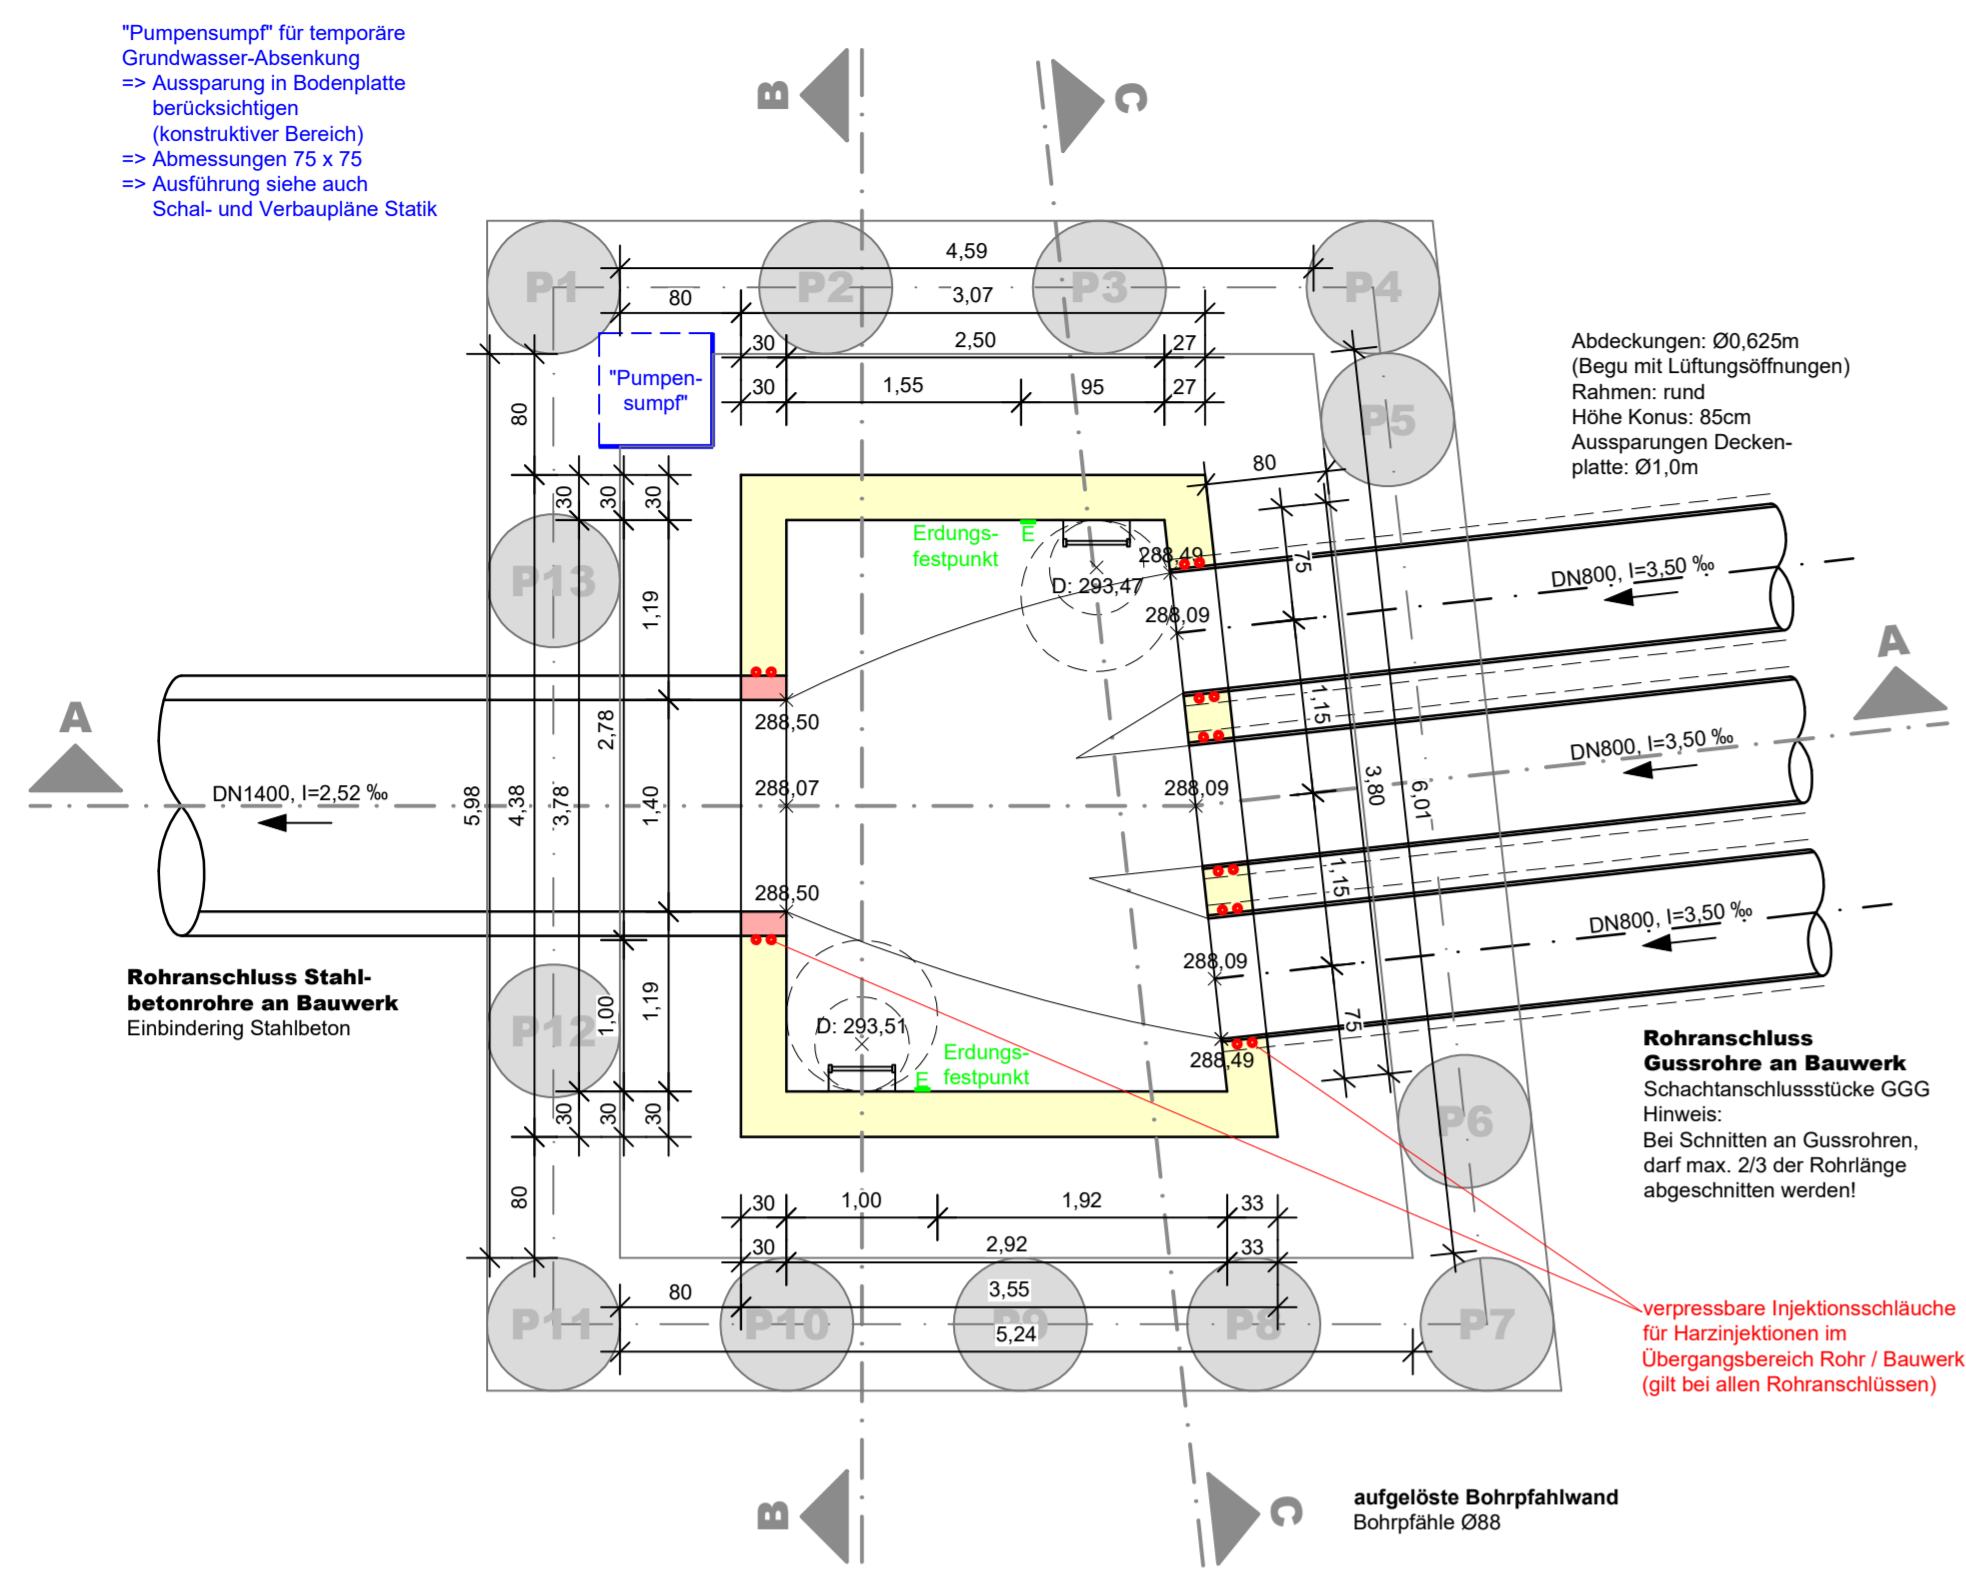 "Pumpensumpf" für temporäre
Grundwasser-Absenkung
=> Aussparung in Bodenplatte
berücksichtigen
(konstruktiver Bereich)
=> Abmessungen 75 x 75
=> Ausführung siehe auch
Schal- und Verbaupläne Statik
B
C
P1
P2
P3
P4
4,59
80
3,07
30
2,50
27
30
1,55
95
27
"Pumpen-
sumpf"
80
P5
Abdeckungen: Ø0,625m
(Begu mit Lüftungsöffnungen)
Rahmen: rund
Höhe Konus: 85cm
Aussparungen Decken-
platte: Ø1,0m
80
30
30
30
P13
1,19
Erdungs-
festpunkt
E
288,49
D: 293,47
288,09
75
DN800, I=3,50 ‰
A
A
288,50
2,78
1,15
DN800, I=3,50 ‰
DN1400, I=2,52 ‰
5,98
4,38
3,78
1,40
288,07
288,09
3,80
6,01
288,50
1,15
DN800, I=3,50 ‰
288,09
Rohranschluss Stahl-
betonrohre an Bauwerk
Einbindering Stahlbeton
P12
1,00
1,19
D: 293,51
Erdungs-
festpunkt
E
288,49
75
Rohranschluss
Gussrohre an Bauwerk
Schachtanschlussstücke GGG
Hinweis:
Bei Schnitten an Gussrohren,
darf max. 2/3 der Rohrlänge
abgeschnitten werden!
P6
30
30
30
80
30
1,00
1,92
33
30
2,92
33
80
3,55
5,24
P11
P10
P9
P8
P7
verpressbare Injektionsschläuche
für Harzinjektionen im
Übergangsbereich Rohr / Bauwerk
(gilt bei allen Rohranschlüssen)
B
C
aufgelöste Bohrpfahlwand
Bohrpfähle Ø88